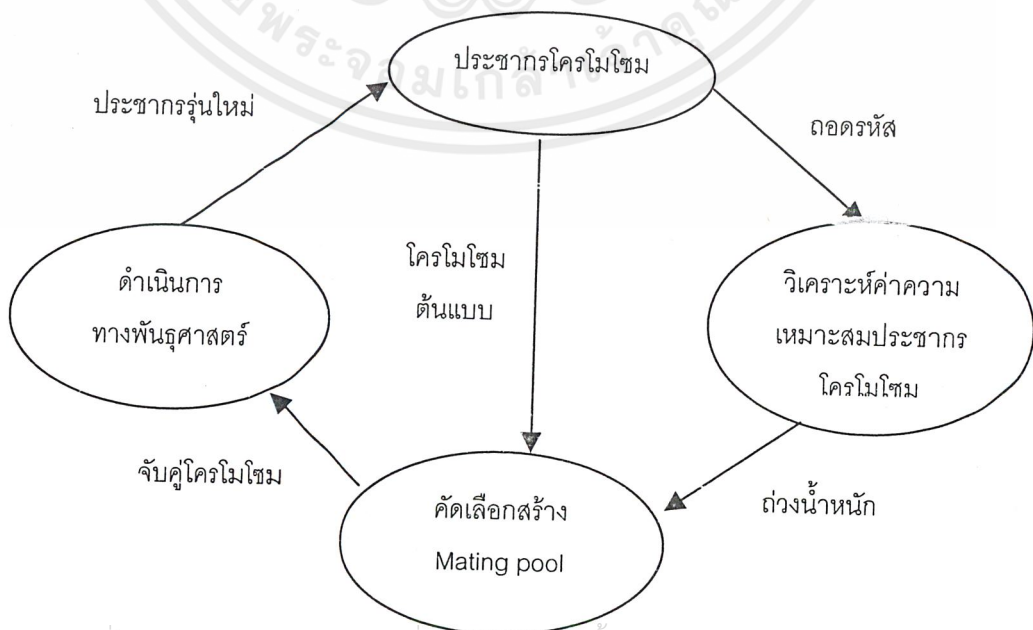 ประชากรโครโมโซม
ประชากรรุ่นใหม่
ถอดรหัส
โครโมโซม
ต้นแบบ
ดำเนินการ
ทางพันธุศาสตร์
วิเคราะห์ค่าความ
เหมาะสมประชากร
โครโมโซม
จับคู่โครโมโซม
ถ่วงน้ำหนัก
คัดเลือกสร้าง
Mating pool